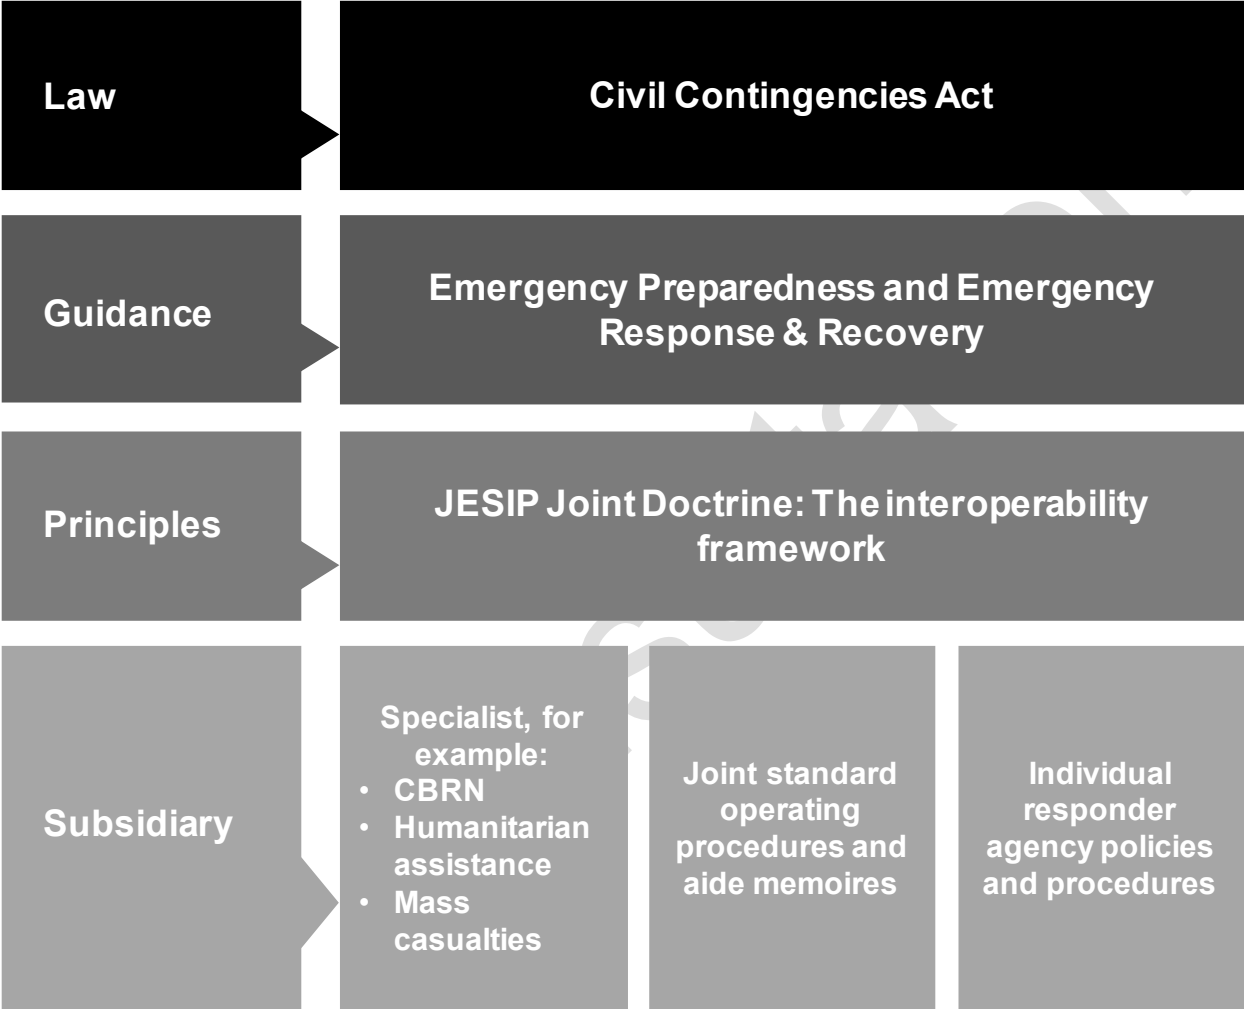 Law
Civil Contingencies Act
Guidance
Emergency Preparedness and Emergency
Response & Recovery
Principles
JESIP Joint Doctrine: The interoperability
framework
Subsidiary
Specialist, for
example:
• CBRN
• Humanitarian
assistance
• Mass
casualties
Joint standard
operating
procedures and
aide memoires
Individual
responder
agency policies
and procedures